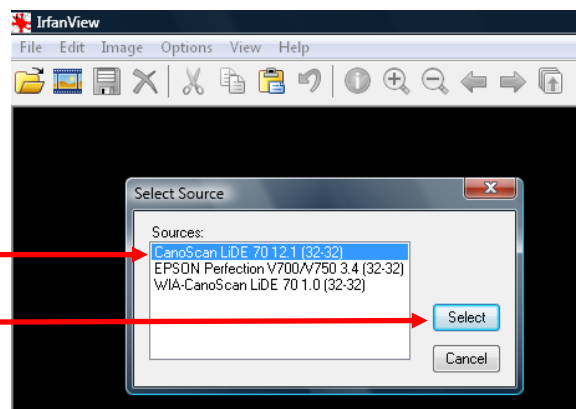 IrfanView
File Edit Image Options View Help
Select Source
Sources:
CanoScan LiDE 70 12.1 (32-32)
EPSON Perfection V700/V750 3.4 (32-32)
WIA-CanoScan LiDE 70 1.0 (32-32)
Select
Cancel